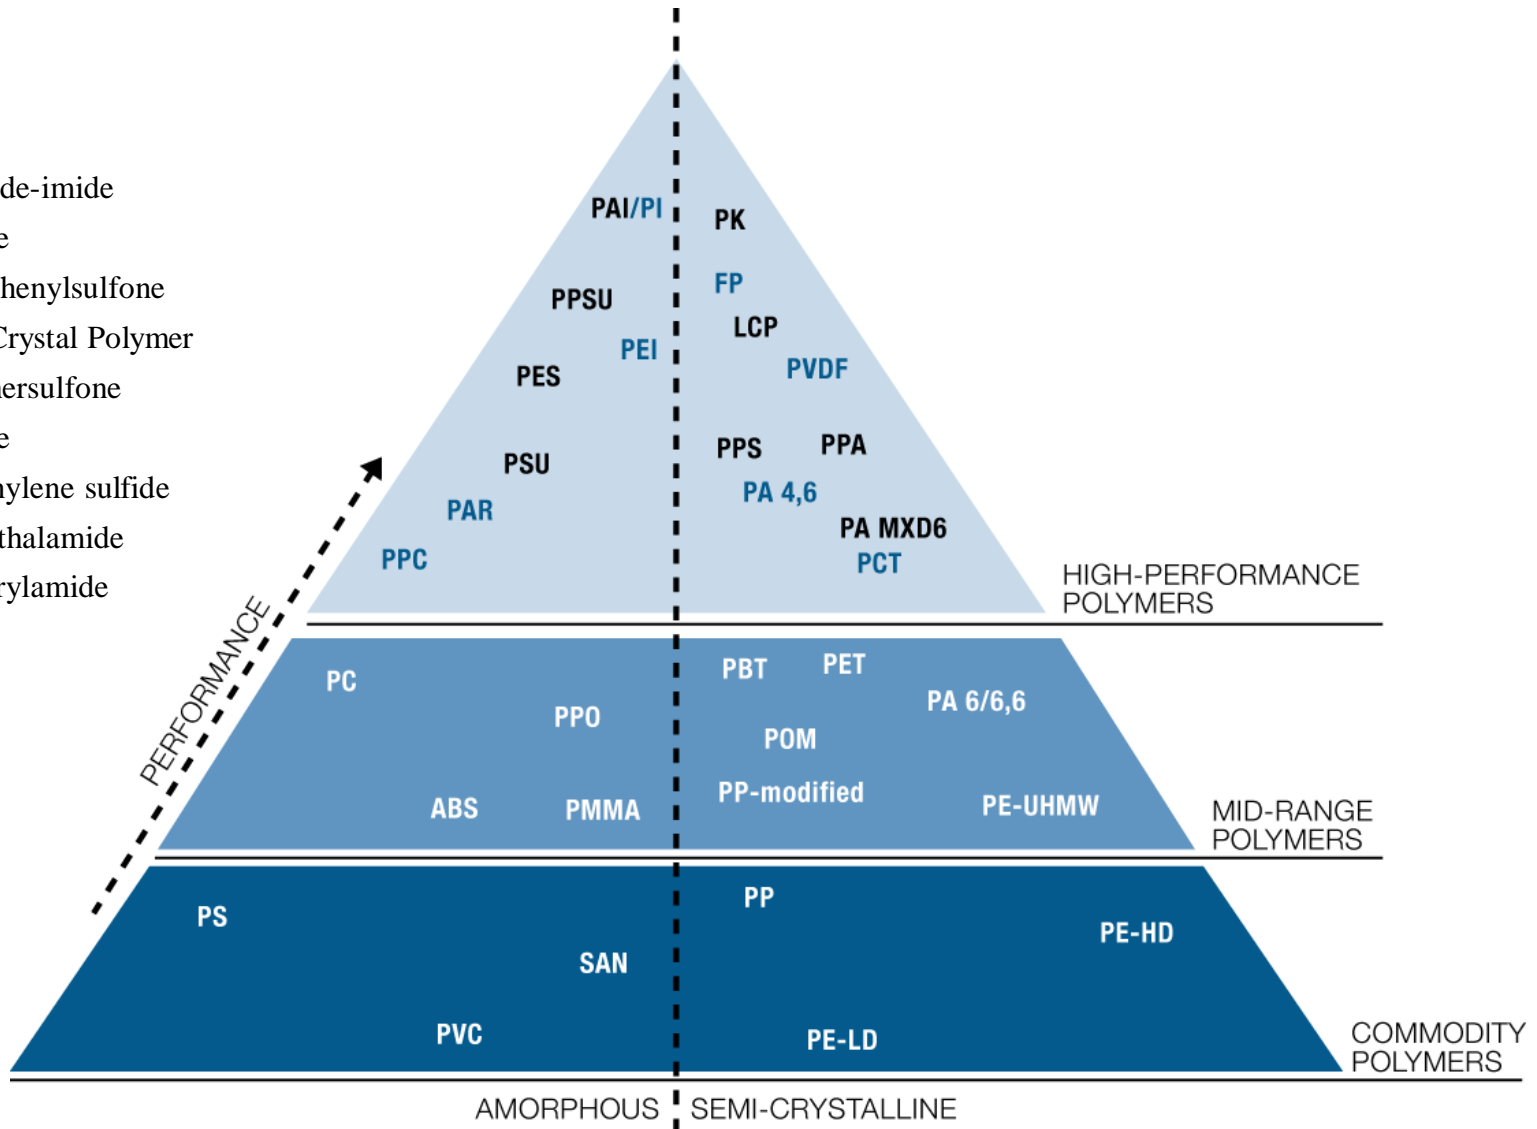 de-imide
e
henylsulfone
Crystal Polymer
hersulfone
e
nylene sulfide
thalamide
rylamide
PAI/PI
PK
FP
PPSU
LCP
PEI
PVDF
PES
PPS
PPA
PSU
PA 4,6
PAR
PA MXD6
PPC
PCT
HIGH-PERFORMANCE
POLYMERS
PERFORMANCE
PC
PBT
PET
PA 6/6,6
PPO
POM
PP-modified
ABS
PMMA
PE-UHMW
MID-RANGE
POLYMERS
PS
PP
PE-HD
SAN
PVC
PE-LD
COMMODITY
POLYMERS
AMORPHOUS
SEMI-CRYSTALLINE